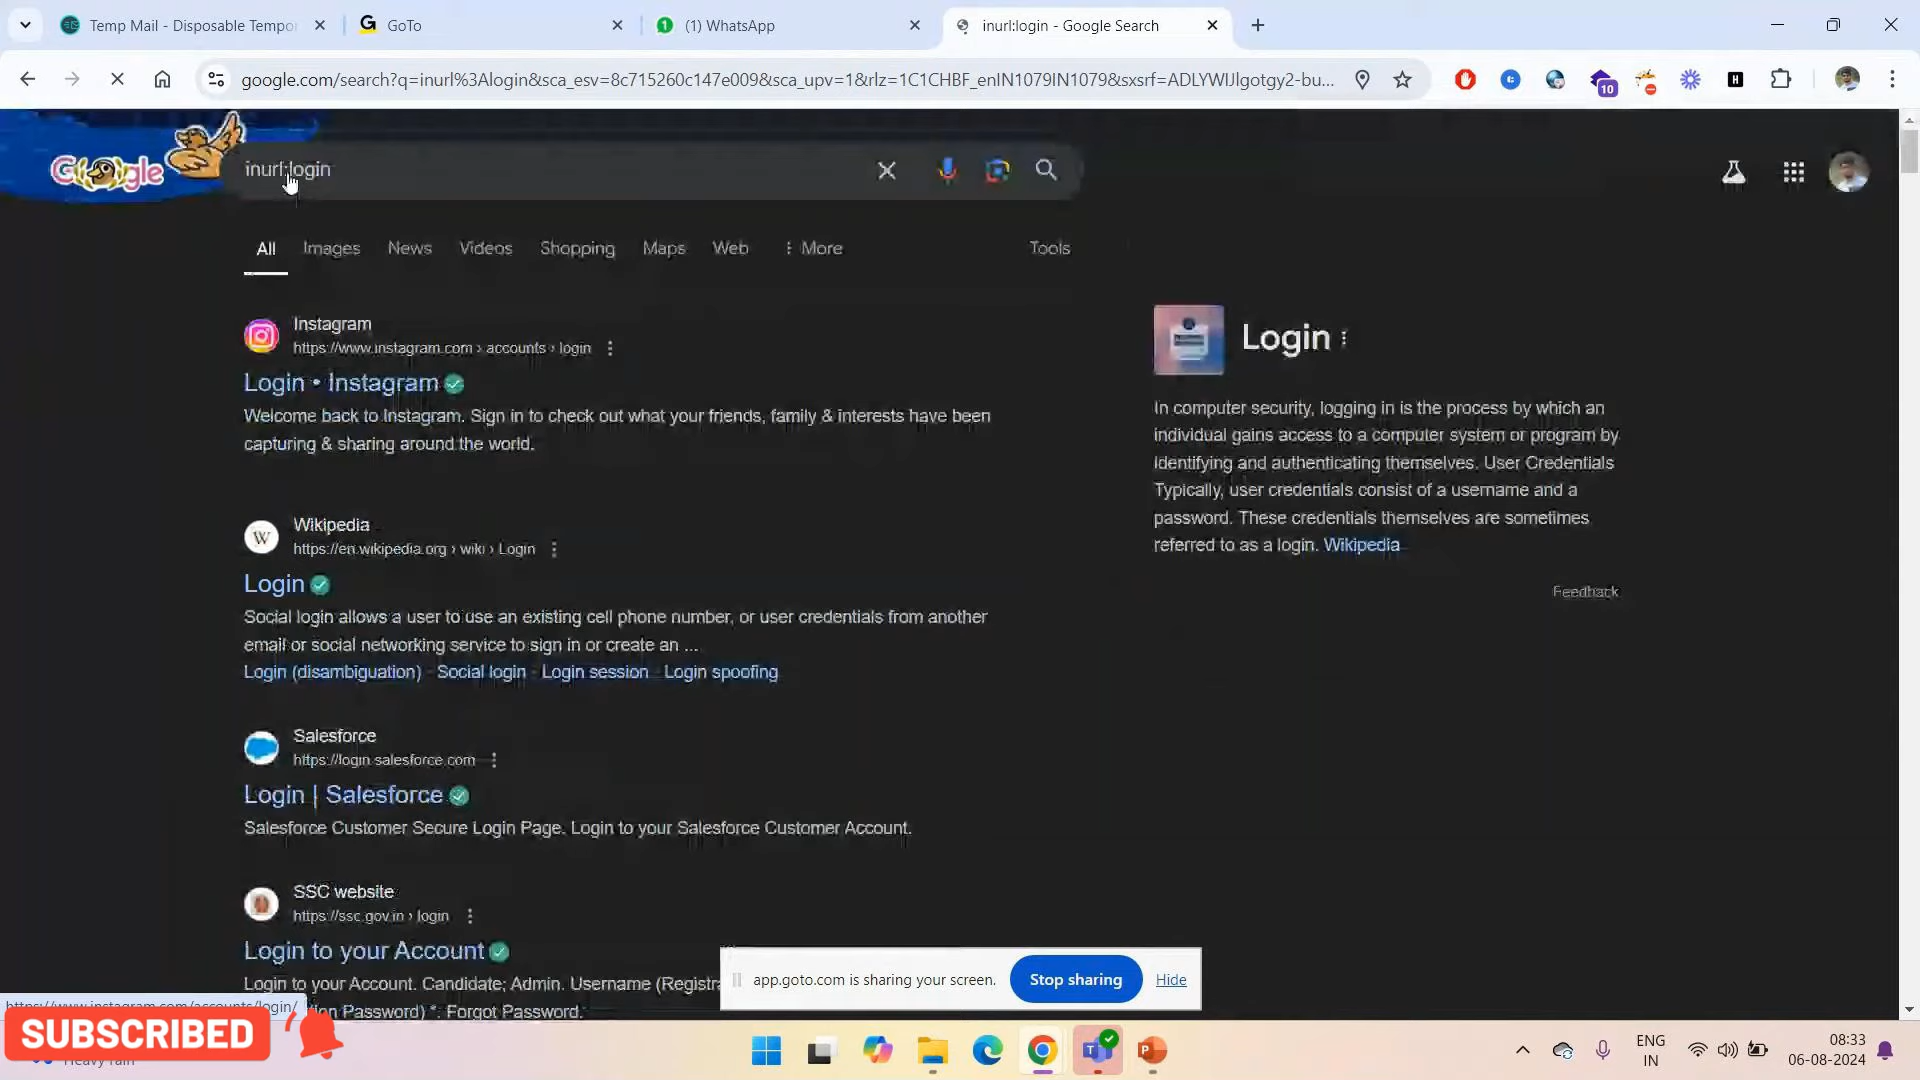 Temp Mail - Disposable Tempo
GoTo
(1) WhatsApp
inurl:login - Google Search
google.com/search?q=inurl%3Alogin&sca_esv=8c715260c147e009&sca_upv=1&rlz=1C1CHBF_enIN1079IN1079&sxsrf=ADLYWIJlgotgy2-bu...
10
Google
inurl:login
All
Images
News
Videos
Shopping
Maps
Web
More
Tools
Instagram
https://www.instagram.com › accounts › login
Login • Instagram
Welcome back to Instagram. Sign in to check out what your friends, family & interests have been
capturing & sharing around the world.
Wikipedia
https://en.wikipedia.org › wiki › Login
Login
Social login allows a user to use an existing cell phone number, or user credentials from another
email or social networking service to sign in or create an ...
Login (disambiguation) · Social login · Login session · Login spoofing
Salesforce
https://login.salesforce.com
Login | Salesforce
Salesforce Customer Secure Login Page. Login to your Salesforce Customer Account.
SSC website
https://ssc.gov.in › login
Login to your Account
Login to your Account. Candidate; Admin. Username (Registra
on Password) *. Forgot Password.
Login
In computer security, logging in is the process by which an
individual gains access to a computer system or program by
identifying and authenticating themselves. User Credentials
Typically, user credentials consist of a username and a
password. These credentials themselves are sometimes
referred to as a login. Wikipedia
Feedback
app.goto.com is sharing your screen.
Stop sharing
Hide
https://www.instagram.com/accounts/login/
SUBSCRIBED
Heavy rain
ENG
IN
08:33
06-08-2024